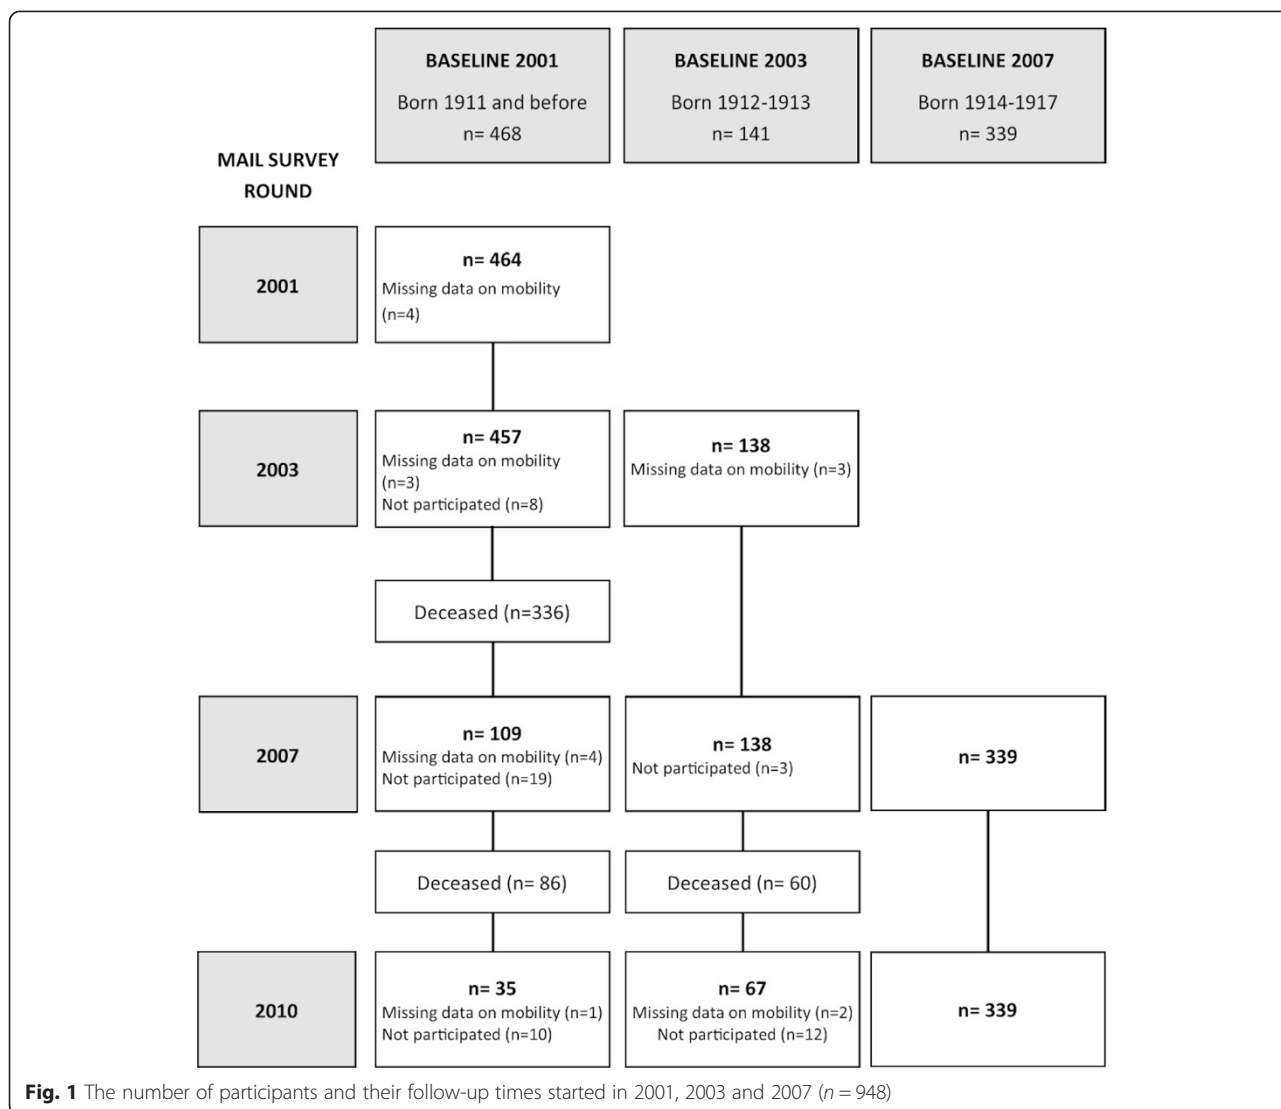 BASELINE 2001
Born 1911 and before
n= 468
BASELINE 2003
Born 1912-1913
n= 141
BASELINE 2007
Born 1914-1917
n= 339
MAIL SURVEY
ROUND
2001
n= 464
Missing data on mobility
(n=4)
2003
n= 457
Missing data on mobility
(n=3)
Not participated (n=8)
n= 138
Missing data on mobility (n=3)
Deceased (n=336)
2007
n= 109
Missing data on mobility (n=4)
Not participated (n=19)
n= 138
Not participated (n=3)
n= 339
Deceased (n= 86)
Deceased (n= 60)
2010
n= 35
Missing data on mobility (n=1)
Not participated (n=10)
n= 67
Missing data on mobility (n=2)
Not participated (n=12)
n= 339
Fig. 1 The number of participants and their follow-up times started in 2001, 2003 and 2007 (n = 948)